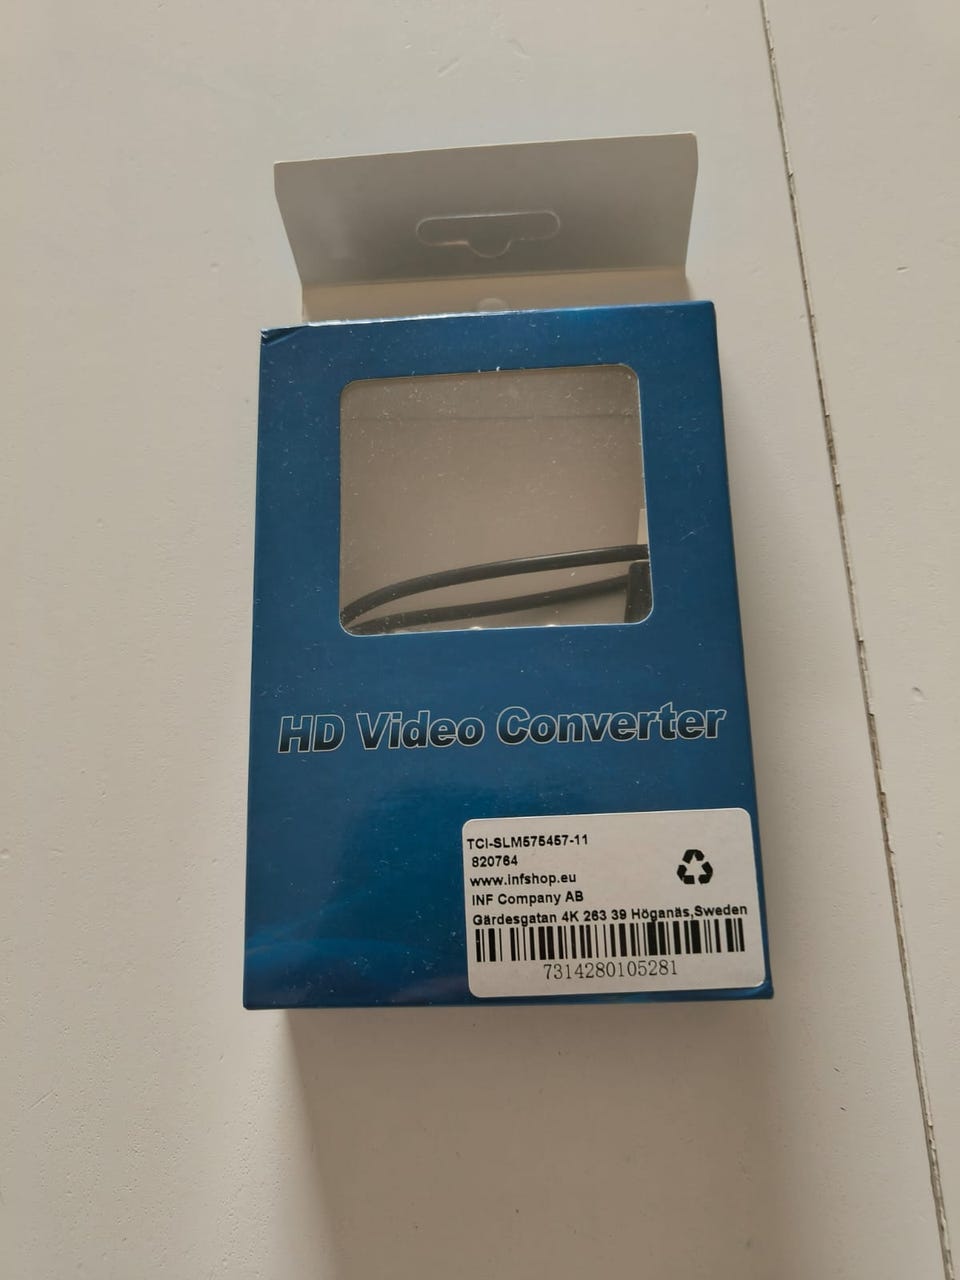 HD Video Converter
TCI-SLM575457-11
820764
www.infshop.eu
INF Company AB
Gärdesgatan 4K 263 39 Höganäs,Sweden
7314280105281